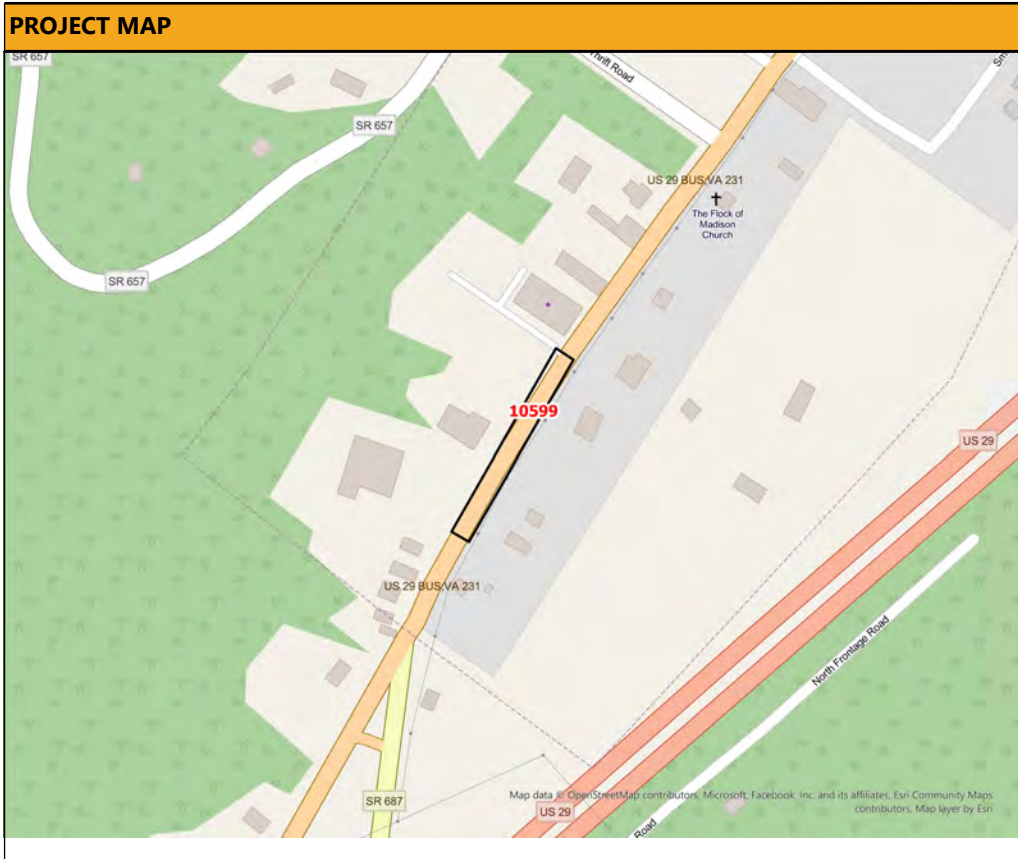 PROJECT MAP
SR 657
Thrift Road
SR 657
US 29 BUS;VA 231
The Flock of
Madison
Church
SR 657
10599
US 29
US 29 BUS;VA 231
North Frontage Road
SR 687
Map data © OpenStreetMap contributors, Microsoft, Facebook, Inc. and its affiliates, Esri Community Maps
contributors, Map layer by Esri
US 29
Road